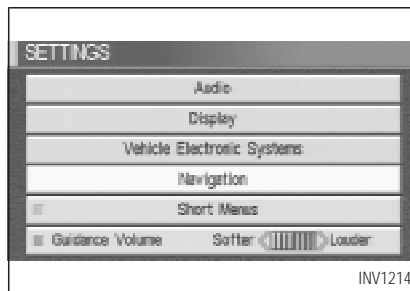 SETTINGS
Audio
Display
Vehicle Electronic Systems
Navigation
Short Menus
Guidance Volume Softer Louder
INV1214